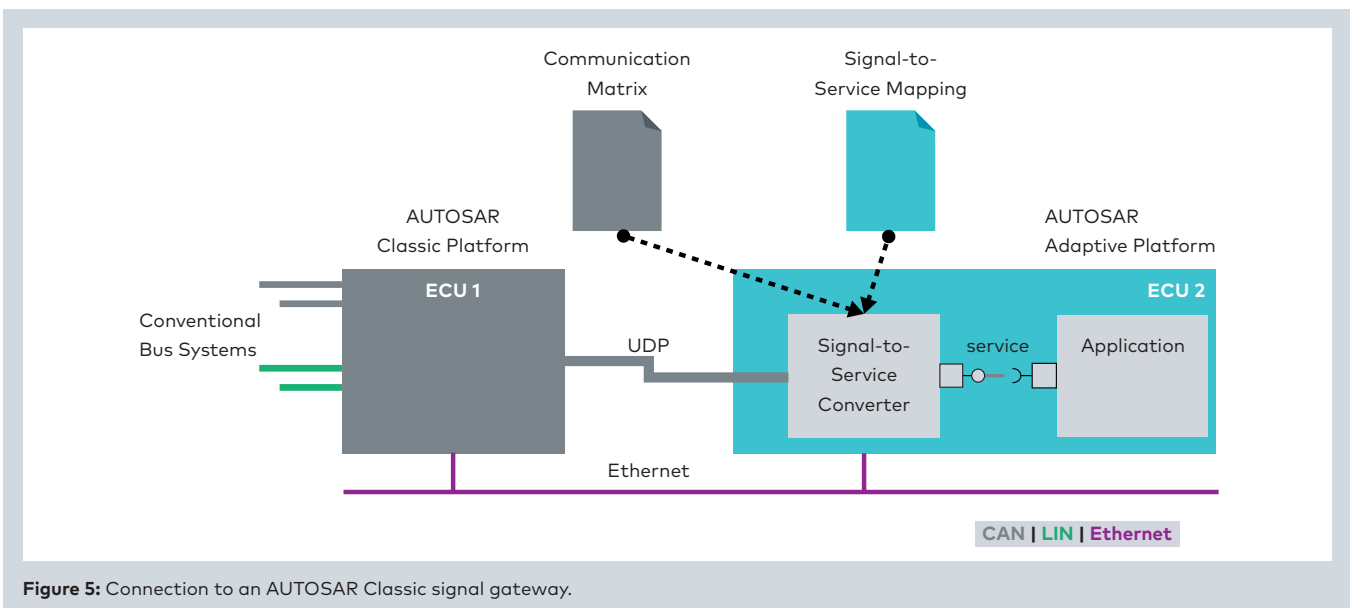 Communication
Matrix
Signal-to-
Service Mapping
AUTOSAR
Classic Platform
AUTOSAR
Adaptive Platform
ECU 1
ECU 2
Conventional
Bus Systems
UDP
Signal-to-
Service
Converter
service
Application
Ethernet
CAN | LIN | Ethernet
Figure 5: Connection to an AUTOSAR Classic signal gateway.